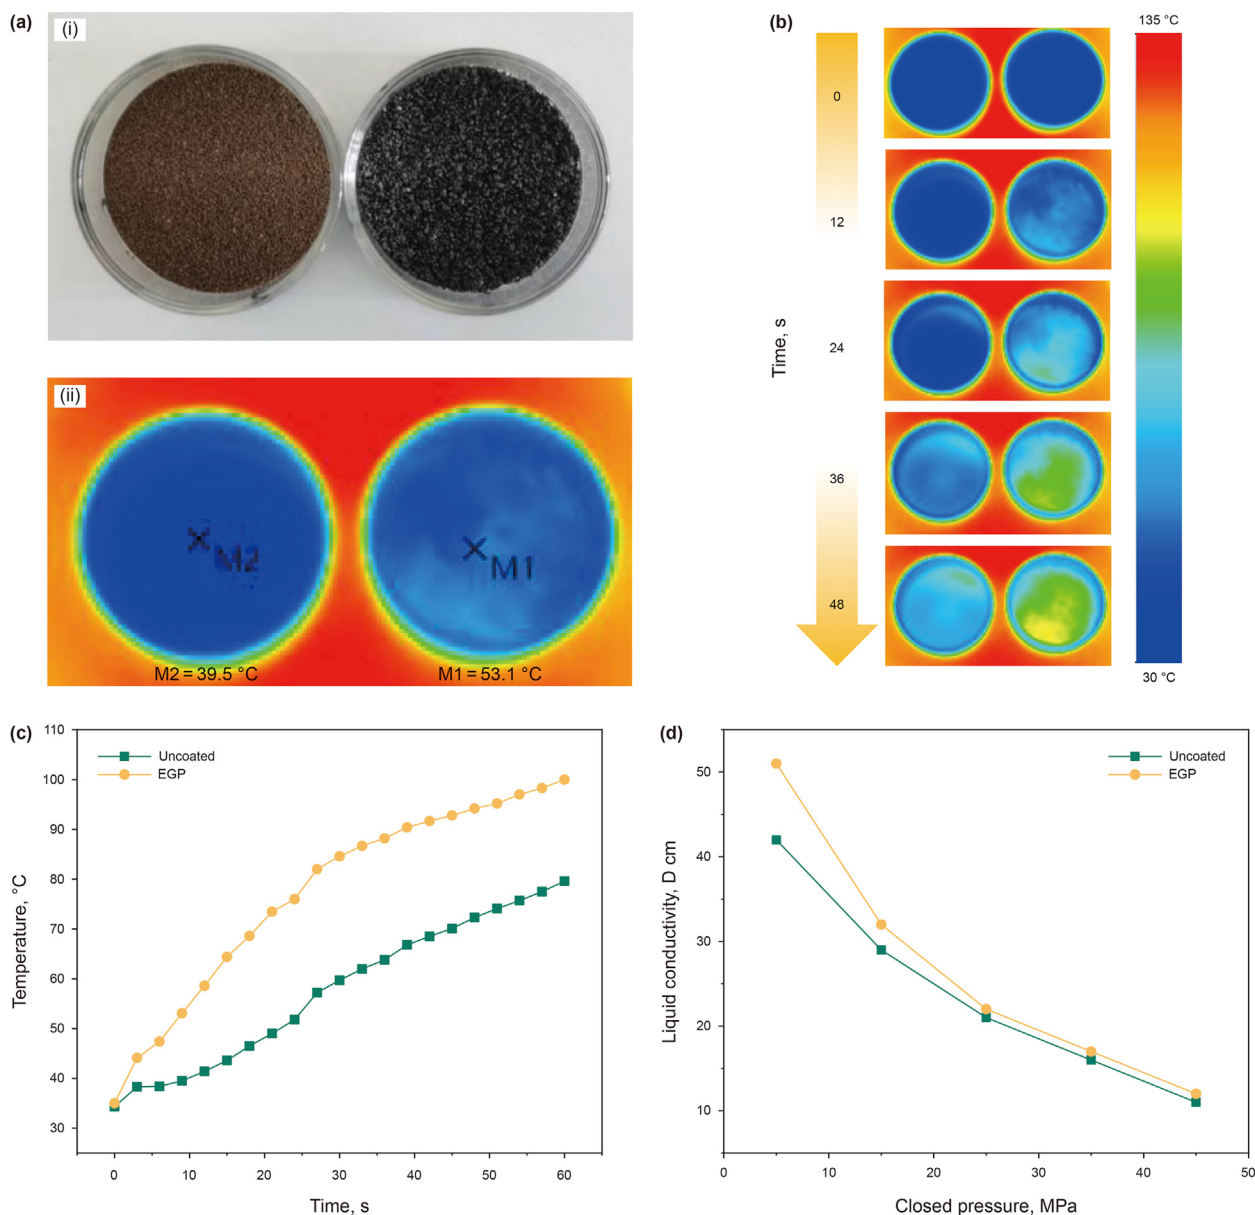 (a)
(i)
(ii)
M2
M1
M2 = 39.5 °C
M1 = 53.1 °C
(b)
135 °C
Time, s
0
12
24
36
48
30 °C
(c)
Uncoated
EGP
110
100
90
80
70
60
50
40
30
Temperature, °C
0
10
20
30
40
50
60
Time, s
(d)
Uncoated
EGP
50
40
30
20
10
Liquid conductivity, D cm
0
10
20
30
40
50
Closed pressure, MPa